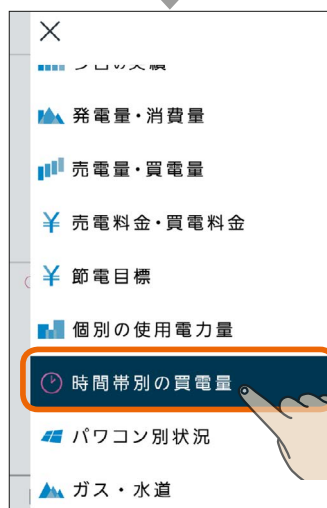 発電量・消費量
売電量・買電量
¥ 売電料金・買電料金
¥ 節電目標
個別の使用電力量
時間帯別の買電量
パワコン別状況
ガス・水道